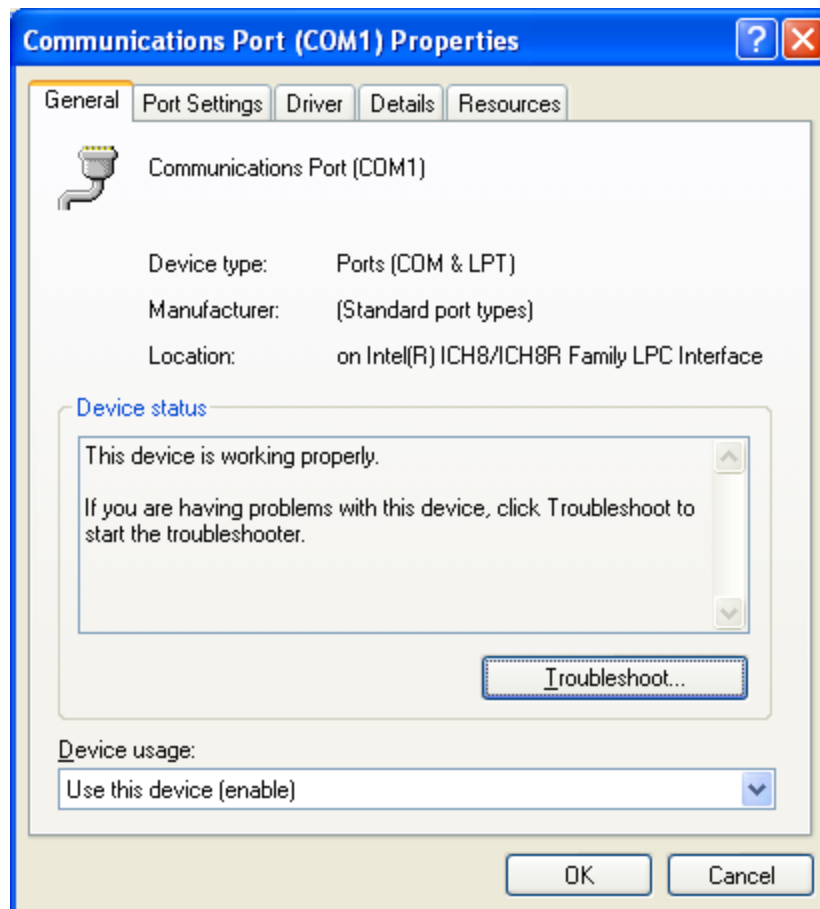 Communications Port (COM1) Properties
?
General Port Settings Driver Details Resources
Communications Port (COM1)
Device type: Ports (COM & LPT)
Manufacturer: (Standard port types)
Location: on Intel(R) ICH8/ICH8R Family LPC Interface
Device status
This device is working properly.
If you are having problems with this device, click Troubleshoot to
start the troubleshooter.
Troubleshoot...
Device usage:
Use this device (enable)
OK Cancel